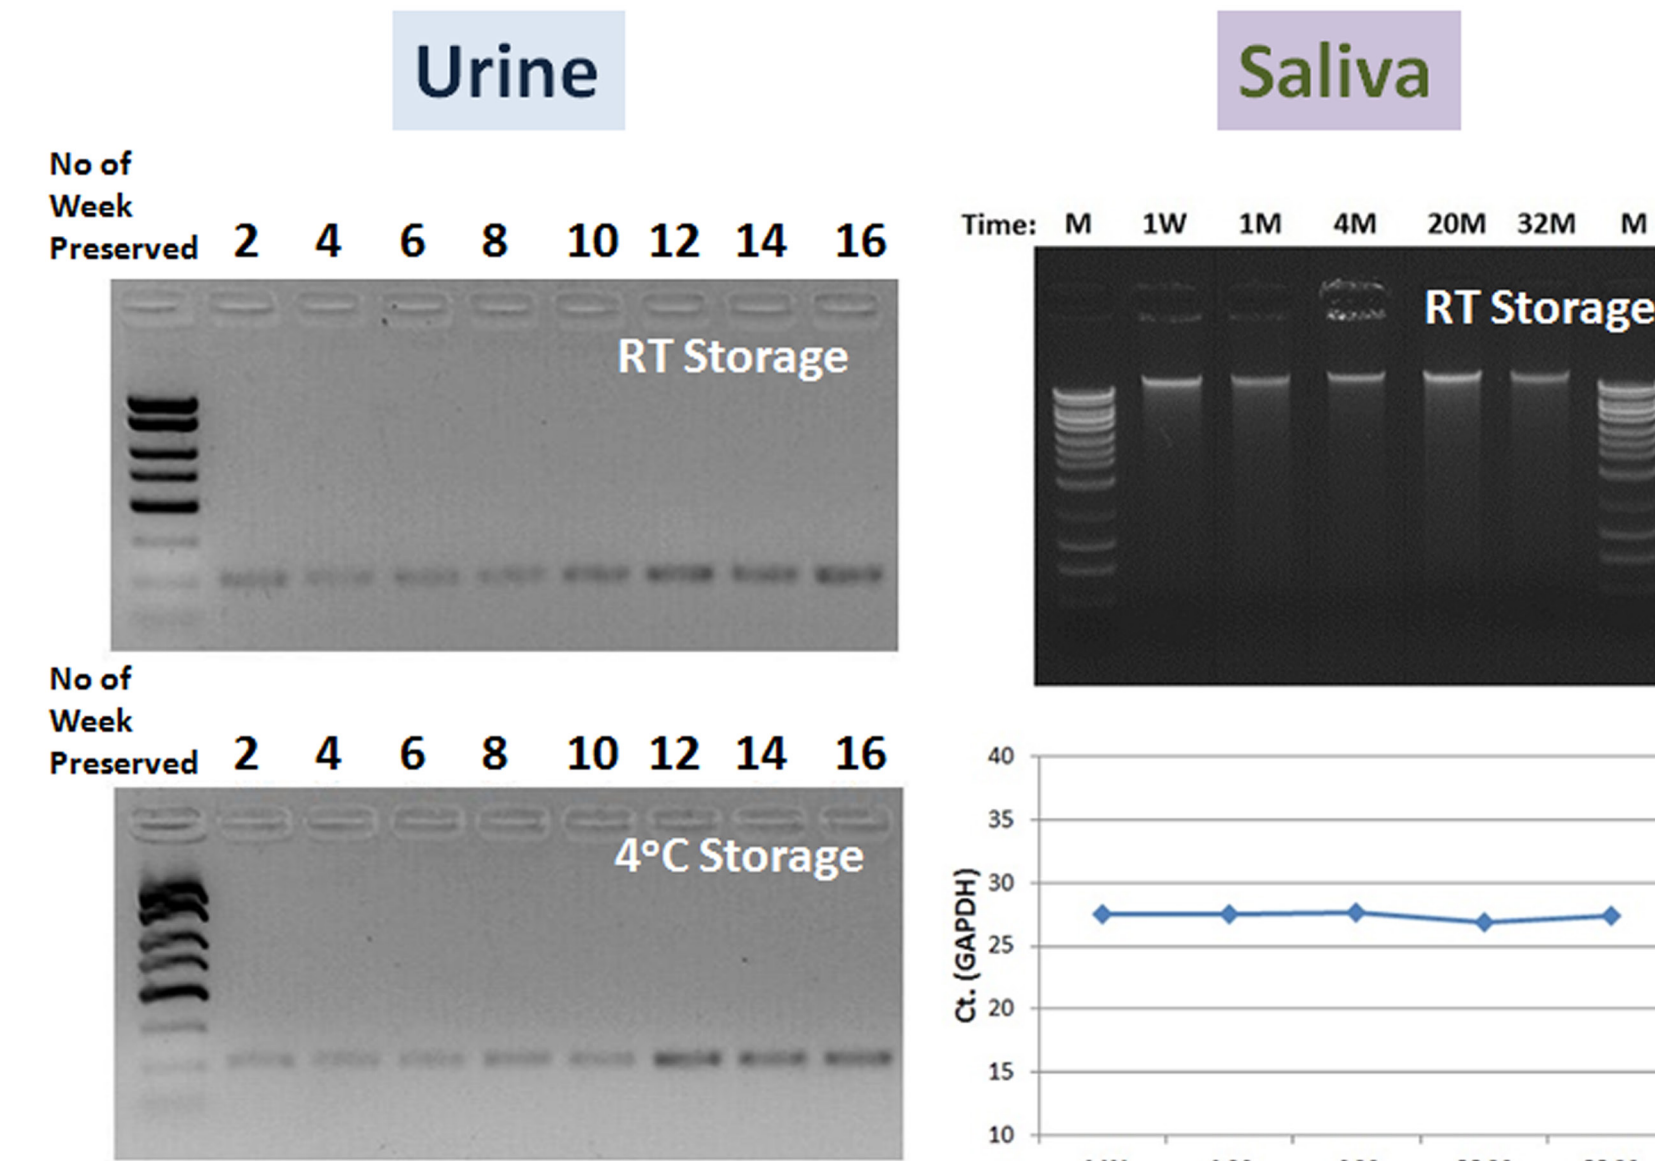 Urine
No of
Week
Preserved 2 4 6 8 10 12 14 16
RT Storage
No of
Week
Preserved 2 4 6 8 10 12 14 16
4°C Storage
Saliva
Time: M 1W 1M 4M 20M 32M M
RT Storage
Ct. (GAPDH)
40
35
30
25
20
15
10